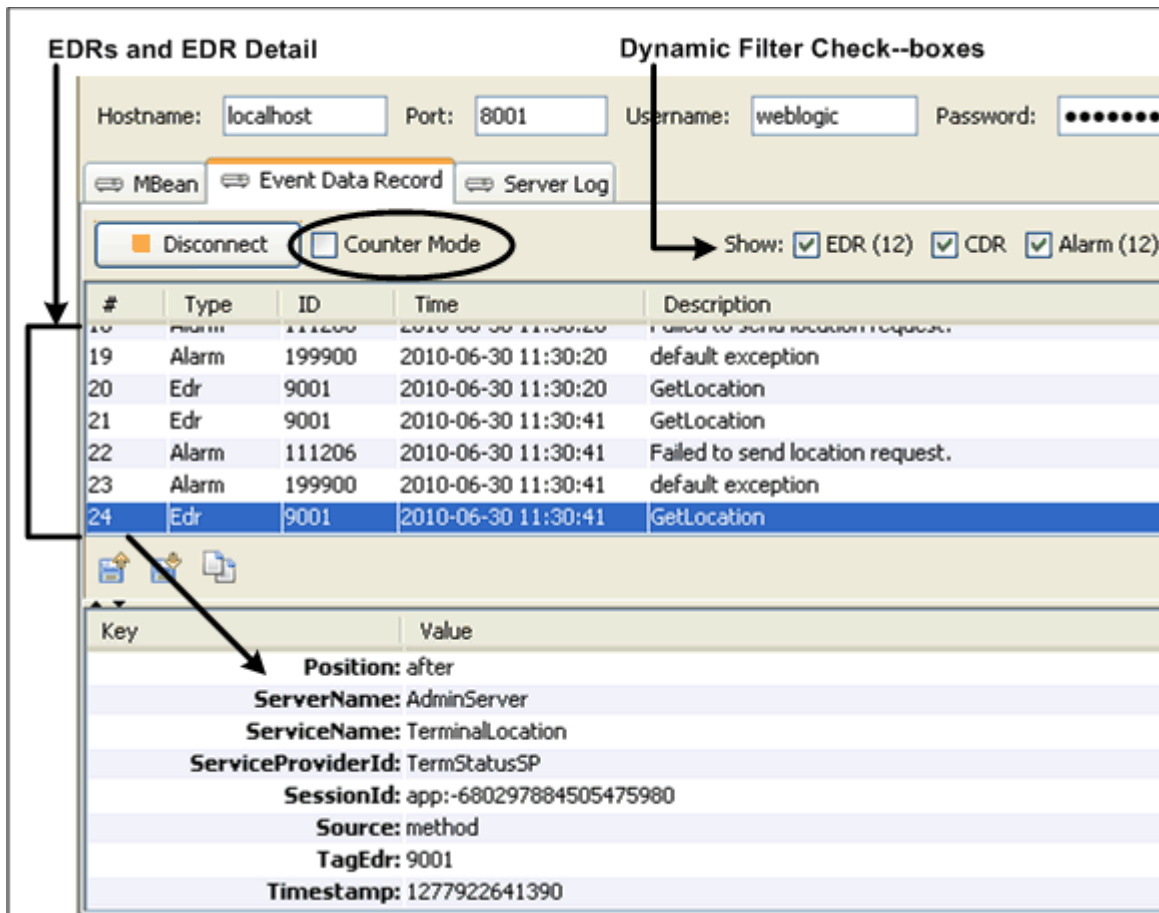 EDRs and EDR Detail
Dynamic Filter Check--boxes
Hostname: localhost Port: 8001 Username: weblogic Password:
MBean Event Data Record Server Log
Disconnect Counter Mode Show: EDR (12) CDR Alarm (12)
# Type ID Time Description
19 Alarm 199900 2010-06-30 11:30:20 default exception
20 Edr 9001 2010-06-30 11:30:20 GetLocation
21 Edr 9001 2010-06-30 11:30:41 GetLocation
22 Alarm 111206 2010-06-30 11:30:41 Failed to send location request.
23 Alarm 199900 2010-06-30 11:30:41 default exception
24 Edr 9001 2010-06-30 11:30:41 GetLocation
Key Value
Position: after
ServerName: AdminServer
ServiceName: TerminalLocation
ServiceProviderId: TermStatusSP
SessionId: app:-680297884505475980
Source: method
TagEdr: 9001
Timestamp: 1277922641390